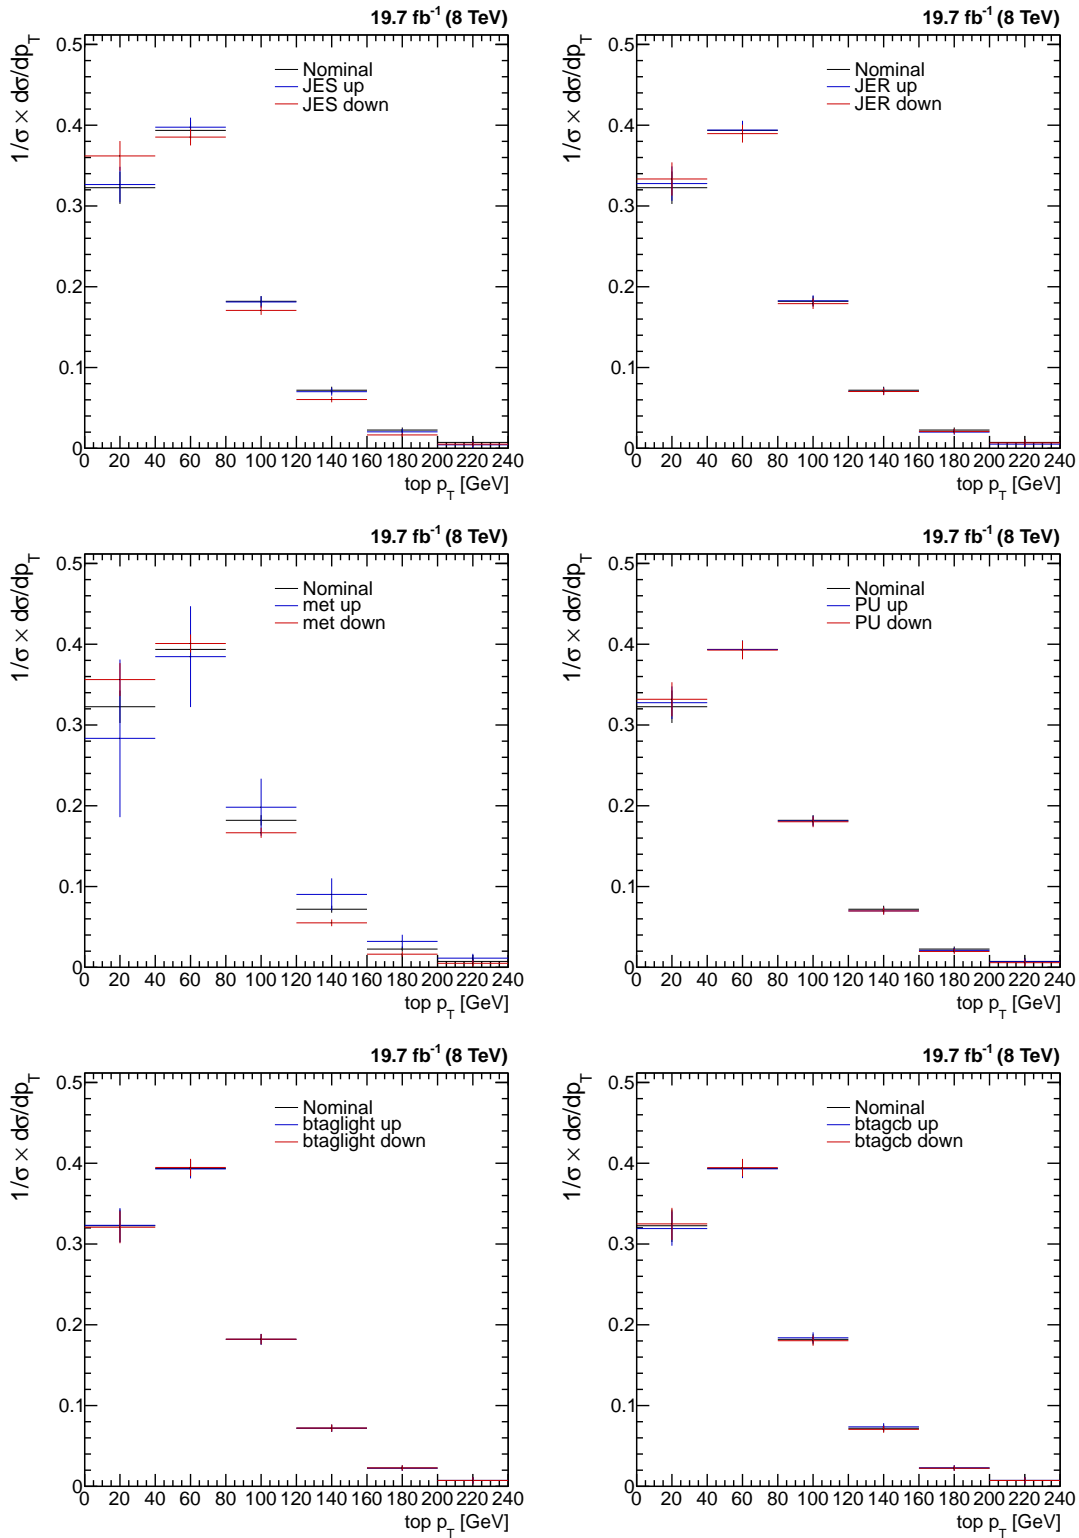 19.7 fb⁻¹ (8 TeV)
1/σ × dσ/dp_T
0.5
0.4
0.3
0.2
0.1
0
Nominal
JES up
JES down
0 20 40 60 80 100 120 140 160 180 200 220 240
top p_T [GeV]
19.7 fb⁻¹ (8 TeV)
1/σ × dσ/dp_T
0.5
0.4
0.3
0.2
0.1
0
Nominal
JER up
JER down
0 20 40 60 80 100 120 140 160 180 200 220 240
top p_T [GeV]
19.7 fb⁻¹ (8 TeV)
1/σ × dσ/dp_T
0.5
0.4
0.3
0.2
0.1
0
Nominal
met up
met down
0 20 40 60 80 100 120 140 160 180 200 220 240
top p_T [GeV]
19.7 fb⁻¹ (8 TeV)
1/σ × dσ/dp_T
0.5
0.4
0.3
0.2
0.1
0
Nominal
PU up
PU down
0 20 40 60 80 100 120 140 160 180 200 220 240
top p_T [GeV]
19.7 fb⁻¹ (8 TeV)
1/σ × dσ/dp_T
0.5
0.4
0.3
0.2
0.1
0
Nominal
btaglight up
btaglight down
0 20 40 60 80 100 120 140 160 180 200 220 240
top p_T [GeV]
19.7 fb⁻¹ (8 TeV)
1/σ × dσ/dp_T
0.5
0.4
0.3
0.2
0.1
0
Nominal
btagcb up
btagcb down
0 20 40 60 80 100 120 140 160 180 200 220 240
top p_T [GeV]